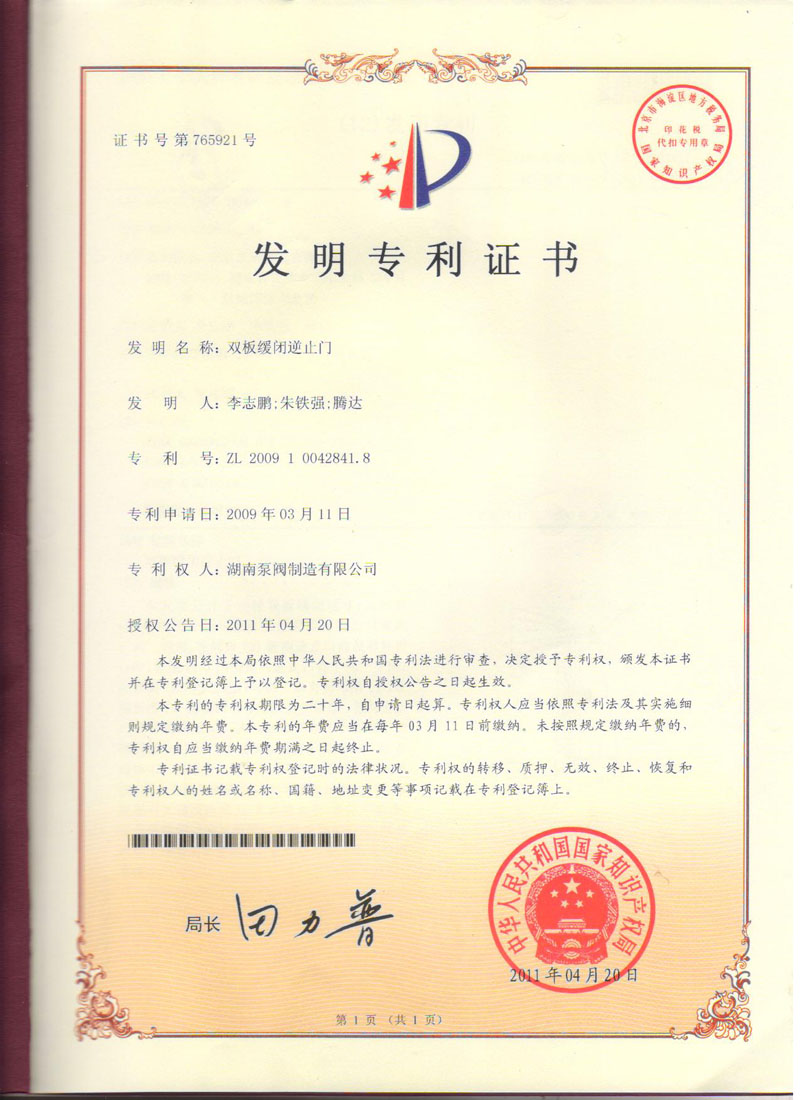 证书号第765921号
北京市海淀区地方税务局
印花税
代扣专用章
国家知识产权局
发明专利证书
发明名称：双板缓闭逆止门
发明人：李志鹏;朱铁强;腾达
专利号：ZL 2009 1 0042841.8
专利申请日：2009年03月11日
专利权人：湖南泵阀制造有限公司
授权公告日：2011年04月20日
本发明经过本局依照中华人民共和国专利法进行审查，决定授予专利权，颁发本证书
并在专利登记簿上予以登记。专利权自授权公告之日起生效。
本专利的专利权期限为二十年，自申请日起算。专利权人应当依照专利法及其实施细
则规定缴纳年费。本专利的年费应当在每年03月11日前缴纳。未按照规定缴纳年费的，
专利权自应当缴纳年费期满之日起终止。
专利证书记载专利权登记时的法律状况。专利权的转移、质押、无效、终止、恢复和
专利权人的姓名或名称、国籍、地址变更等事项记载在专利登记簿上。
局长 田力普
中华人民共和国国家知识产权局
2011年04月20日
第1页（共1页）